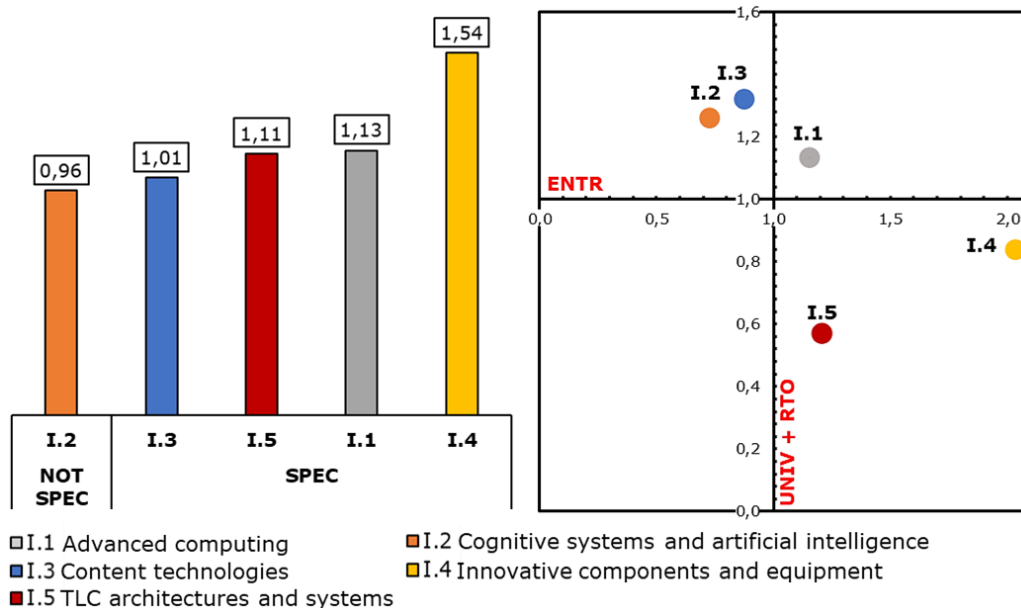 1,54
1,13
1,11
1,01
0,96
I.2 I.3 I.5 I.1 I.4
NOT
SPEC
SPEC
1,6
I.3
I.2
1,2
I.1
ENTR
1,0
0,0 0,5 1,0 1,5 2,0
I.4
0,8
I.5
0,6
0,4
UNIV + RTO
0,2
0,0
I.1 Advanced computing
I.2 Cognitive systems and artificial intelligence
I.3 Content technologies
I.4 Innovative components and equipment
I.5 TLC architectures and systems